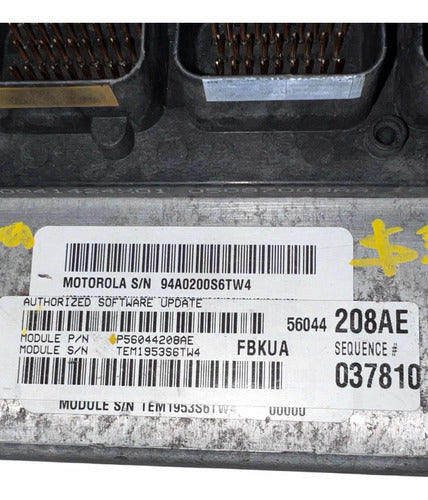 MOTOROLA S/N 94A0200S6TW4
AUTHORIZED SOFTWARE UPDATE
56044 208AE
MODULE P/N P56044208AE
MODULE S/N TEM1953S6TW4 FBKUA
SEQUENCE #
037810
MODULE S/N TEM1953S6TW4 00000